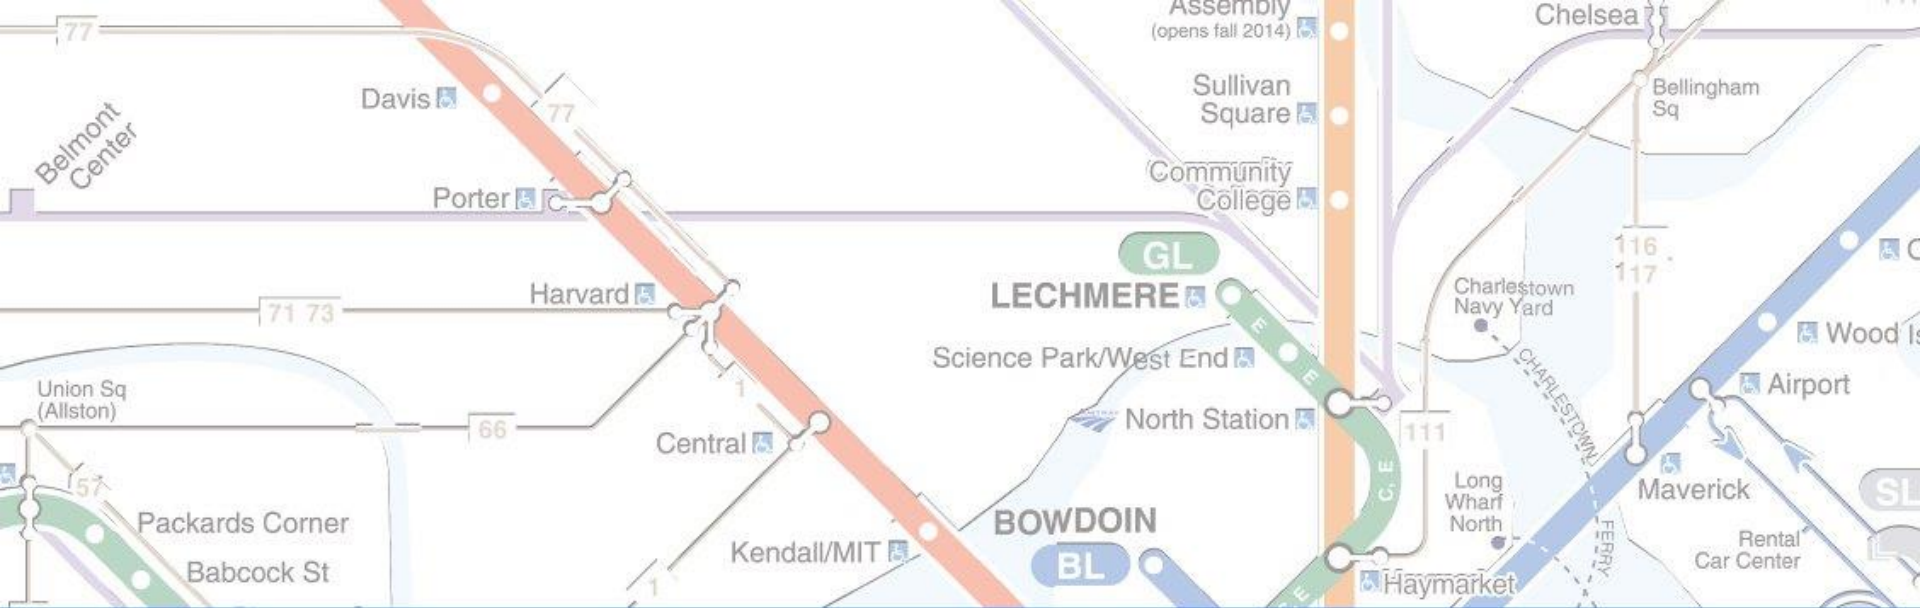 77
Davis
77
Belmont
Center
Porter
Harvard
71 73
1
Union Sq
(Allston)
66
Central
57
Packards Corner
Babcock St
Kendall/MIT
1
Assembly
(opens fall 2014)
Sullivan
Square
Community
College
GL
LECHMERE
E
E
Science Park/West End
North Station
C, E
BOWDOIN
BL
C, E
Haymarket
111
Chelsea
Bellingham
Sq
116
117
Charlestown
Navy Yard
CHARLESTOWN
FERRY
Long
Wharf
North
Wood
Airport
Maverick
Rental
Car Center
SL